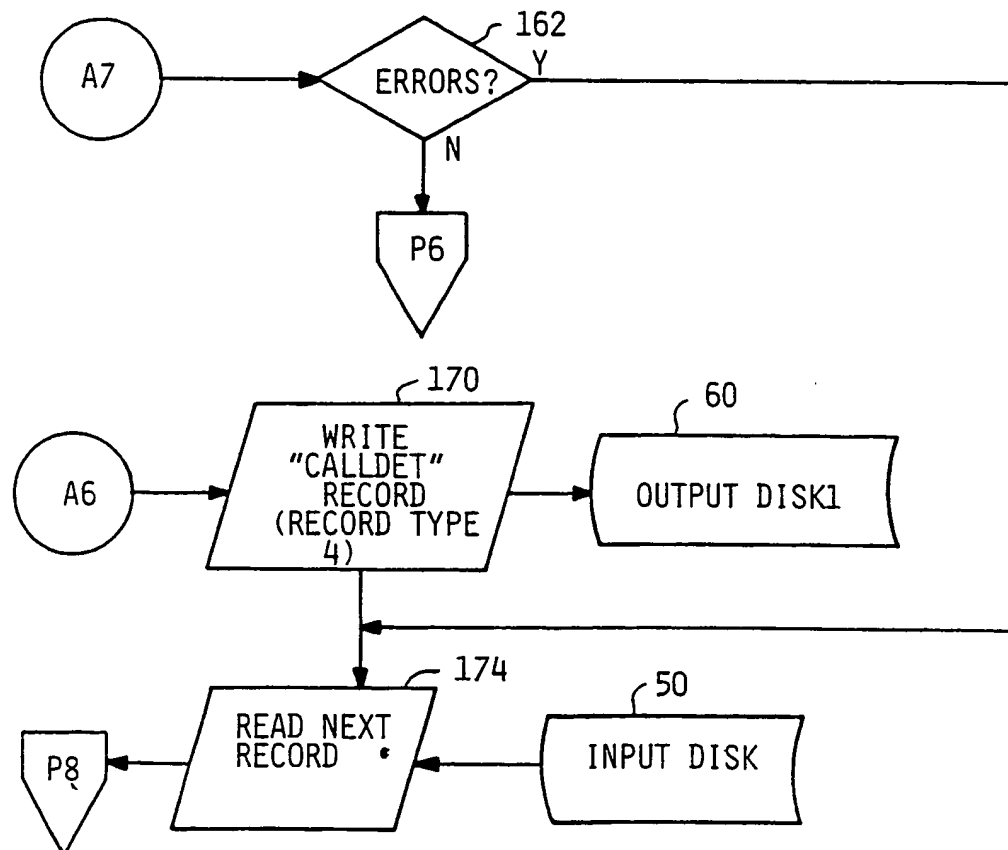 162
A7
ERRORS?
Y
N
P6
170
60
A6
WRITE
"CALLDET"
RECORD
(RECORD TYPE
4)
OUTPUT DISK1
174
50
READ NEXT
RECORD
INPUT DISK
P8